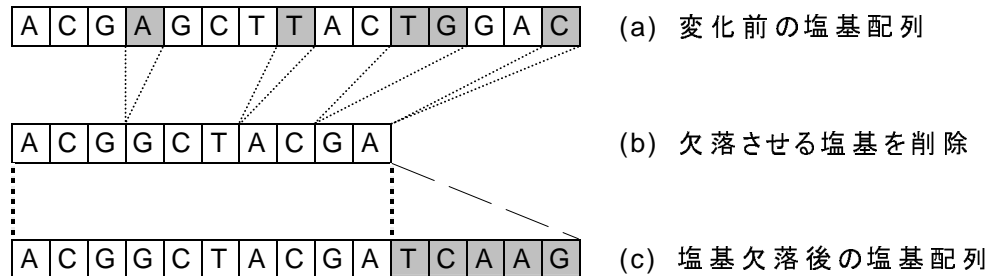 A C G A G C T T A C T G G A C (a) 変化前の塩基配列
A C G G C T A C G A (b) 欠落させる塩基を削除
A C G G C T A C G A T C A A G (c) 塩基欠落後の塩基配列